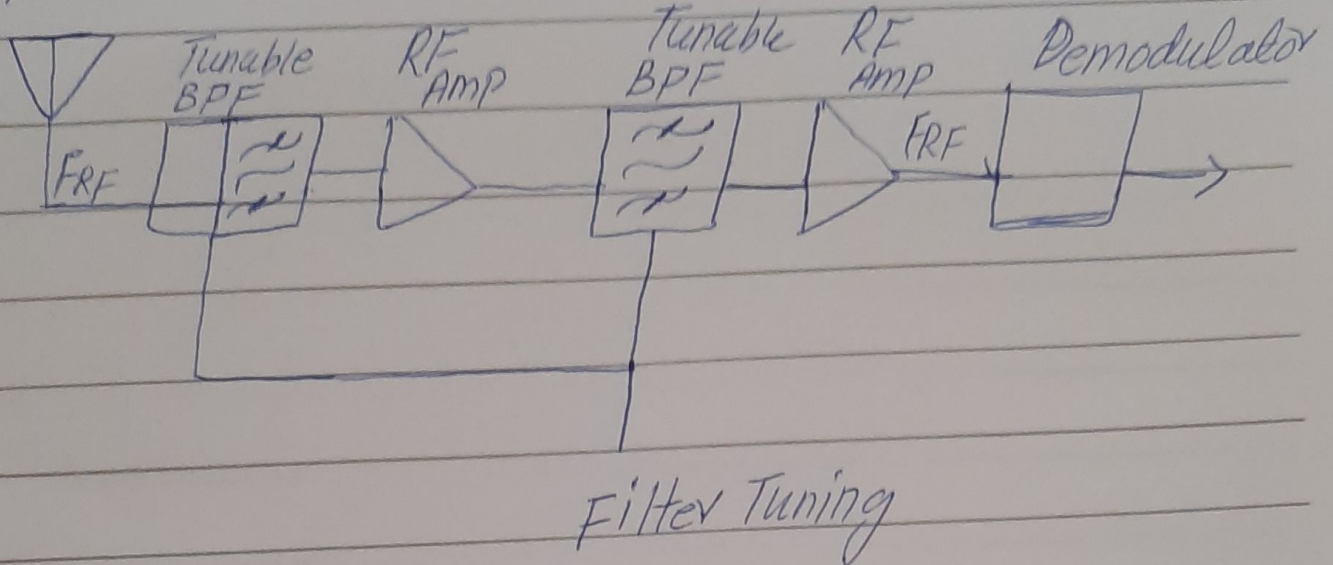 Tunable
BPF
RF
AMP
Tunable
BPF
RF
AMP
Demodulator
FRF
FRF
Filter Tuning